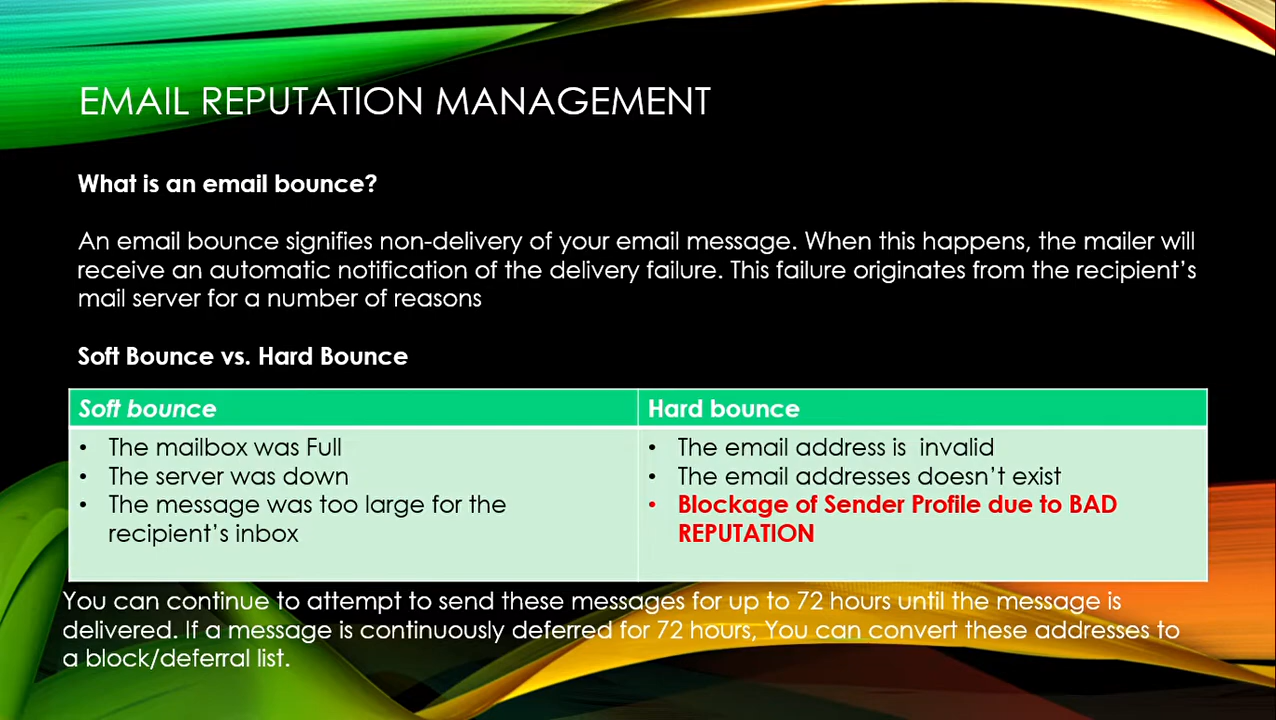 EMAIL REPUTATION MANAGEMENT
What is an email bounce?
An email bounce signifies non-delivery of your email message. When this happens, the mailer will
receive an automatic notification of the delivery failure. This failure originates from the recipient's
mail server for a number of reasons
Soft Bounce vs. Hard Bounce
Soft bounce
• The mailbox was Full
• The server was down
• The message was too large for the
recipient's inbox
Hard bounce
• The email address is  invalid
• The email addresses doesn't exist
• Blockage of Sender Profile due to BAD
REPUTATION
You can continue to attempt to send these messages for up to 72 hours until the message is
delivered. If a message is continuously deferred for 72 hours, You can convert these addresses to
a block/deferral list.